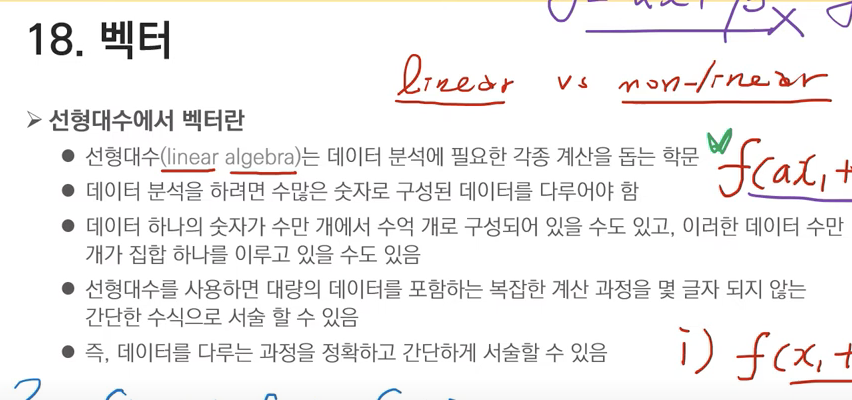 18. 벡터
linear vs non-linear
➢ 선형대수에서 벡터란
● 선형대수(linear algebra)는 데이터 분석에 필요한 각종 계산을 돕는 학문
f(ax₁+
● 데이터 분석을 하려면 수많은 숫자로 구성된 데이터를 다루어야 함
● 데이터 하나의 숫자가 수만 개에서 수억 개로 구성되어 있을 수도 있고, 이러한 데이터 수만
개가 집합 하나를 이루고 있을 수도 있음
● 선형대수를 사용하면 대량의 데이터를 포함하는 복잡한 계산 과정을 몇 글자 되지 않는
간단한 수식으로 서술 할 수 있음
● 즉, 데이터를 다루는 과정을 정확하고 간단하게 서술할 수 있음
i) f(x₁+